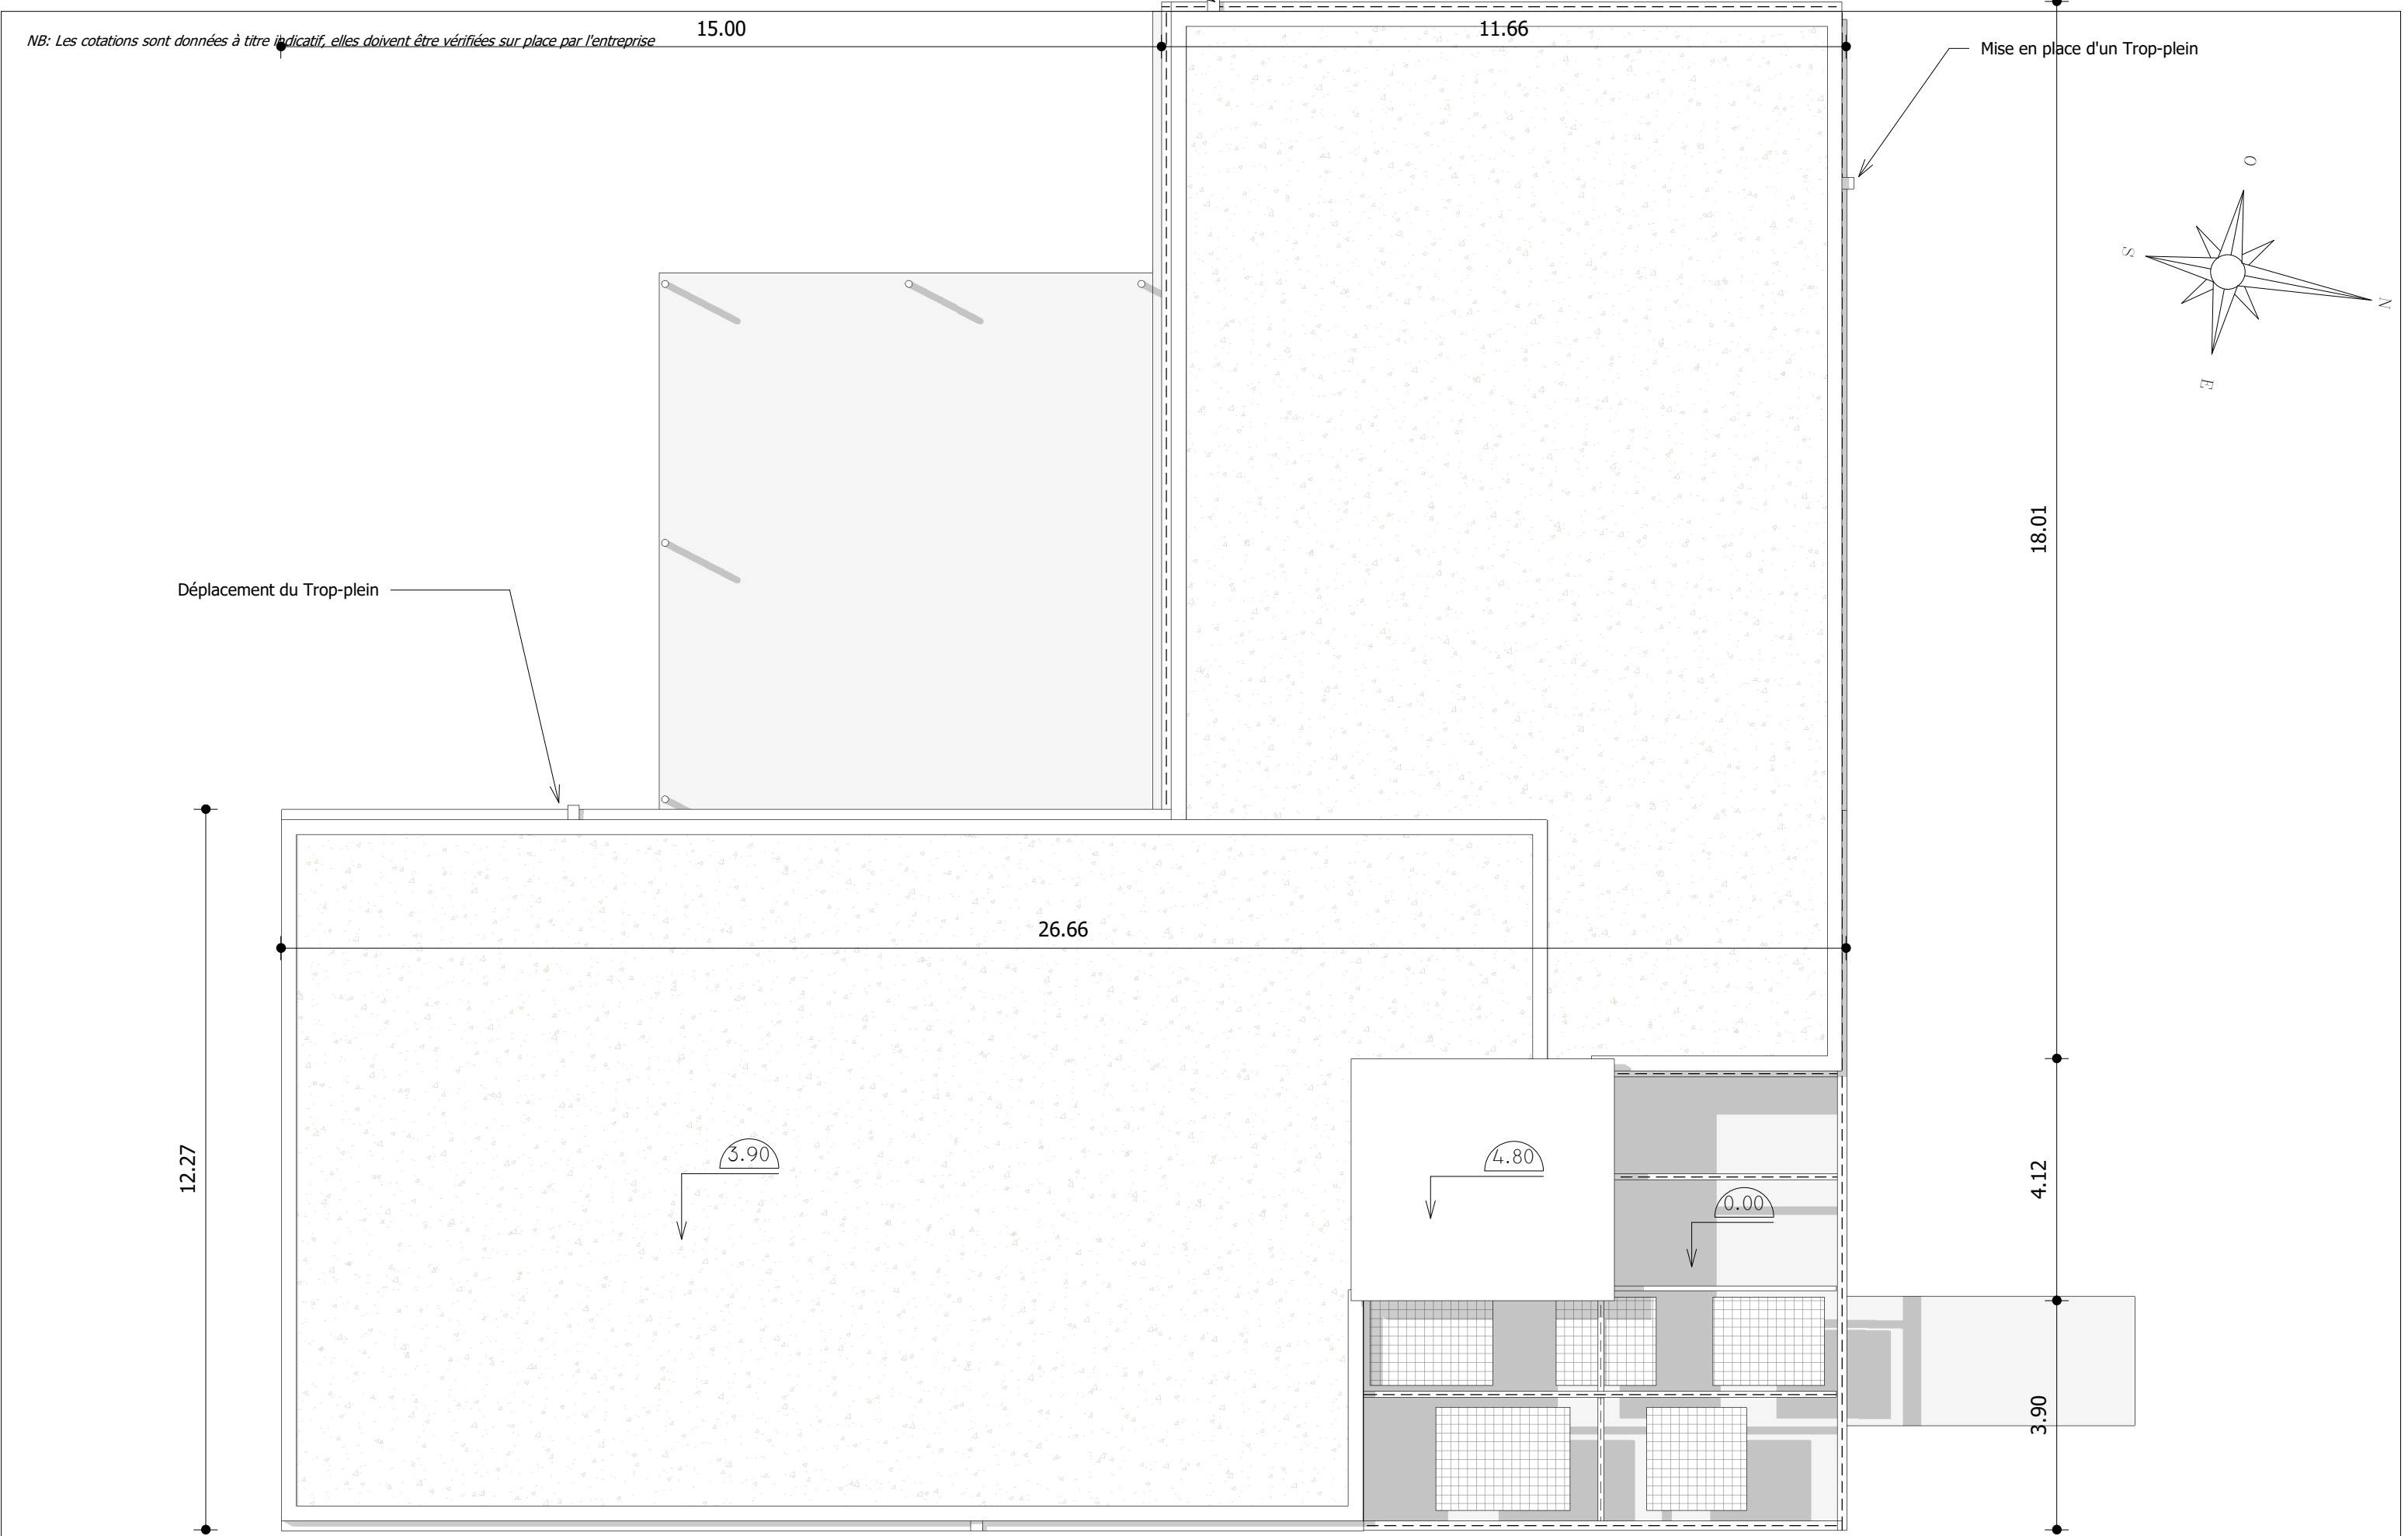 15.00
11.66
NB: Les cotations sont données à titre indicatif, elles doivent être vérifiées sur place par l'entreprise
Mise en place d'un Trop-plein
O
S
N
E
18.01
Déplacement du Trop-plein
26.66
12.27
3.90
4.80
4.12
0.00
3.90